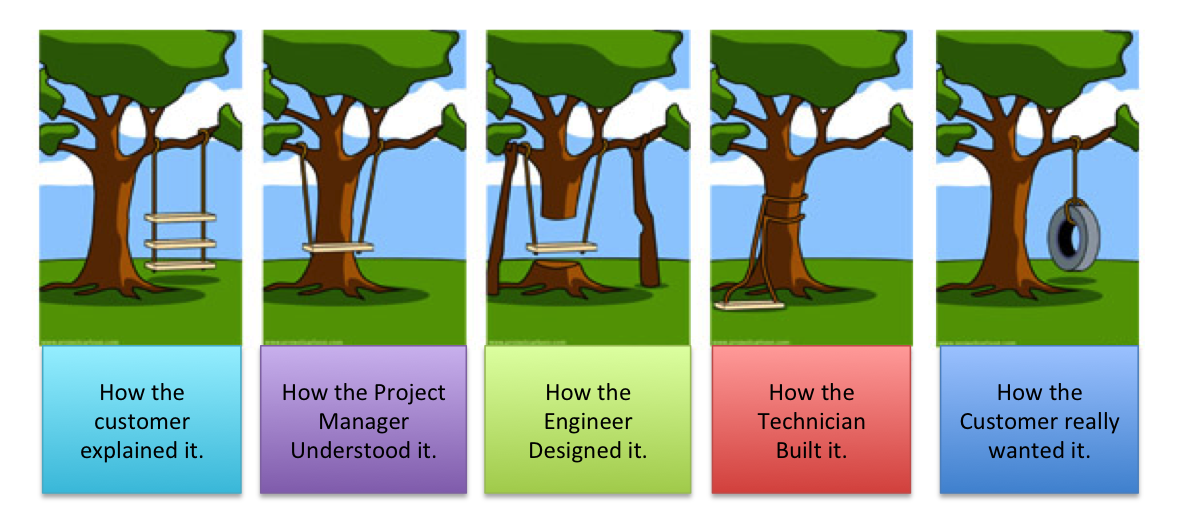 How the
customer
explained it.
How the Project
Manager
Understood it.
How the
Engineer
Designed it.
How the
Technician
Built it.
How the
Customer really
wanted it.